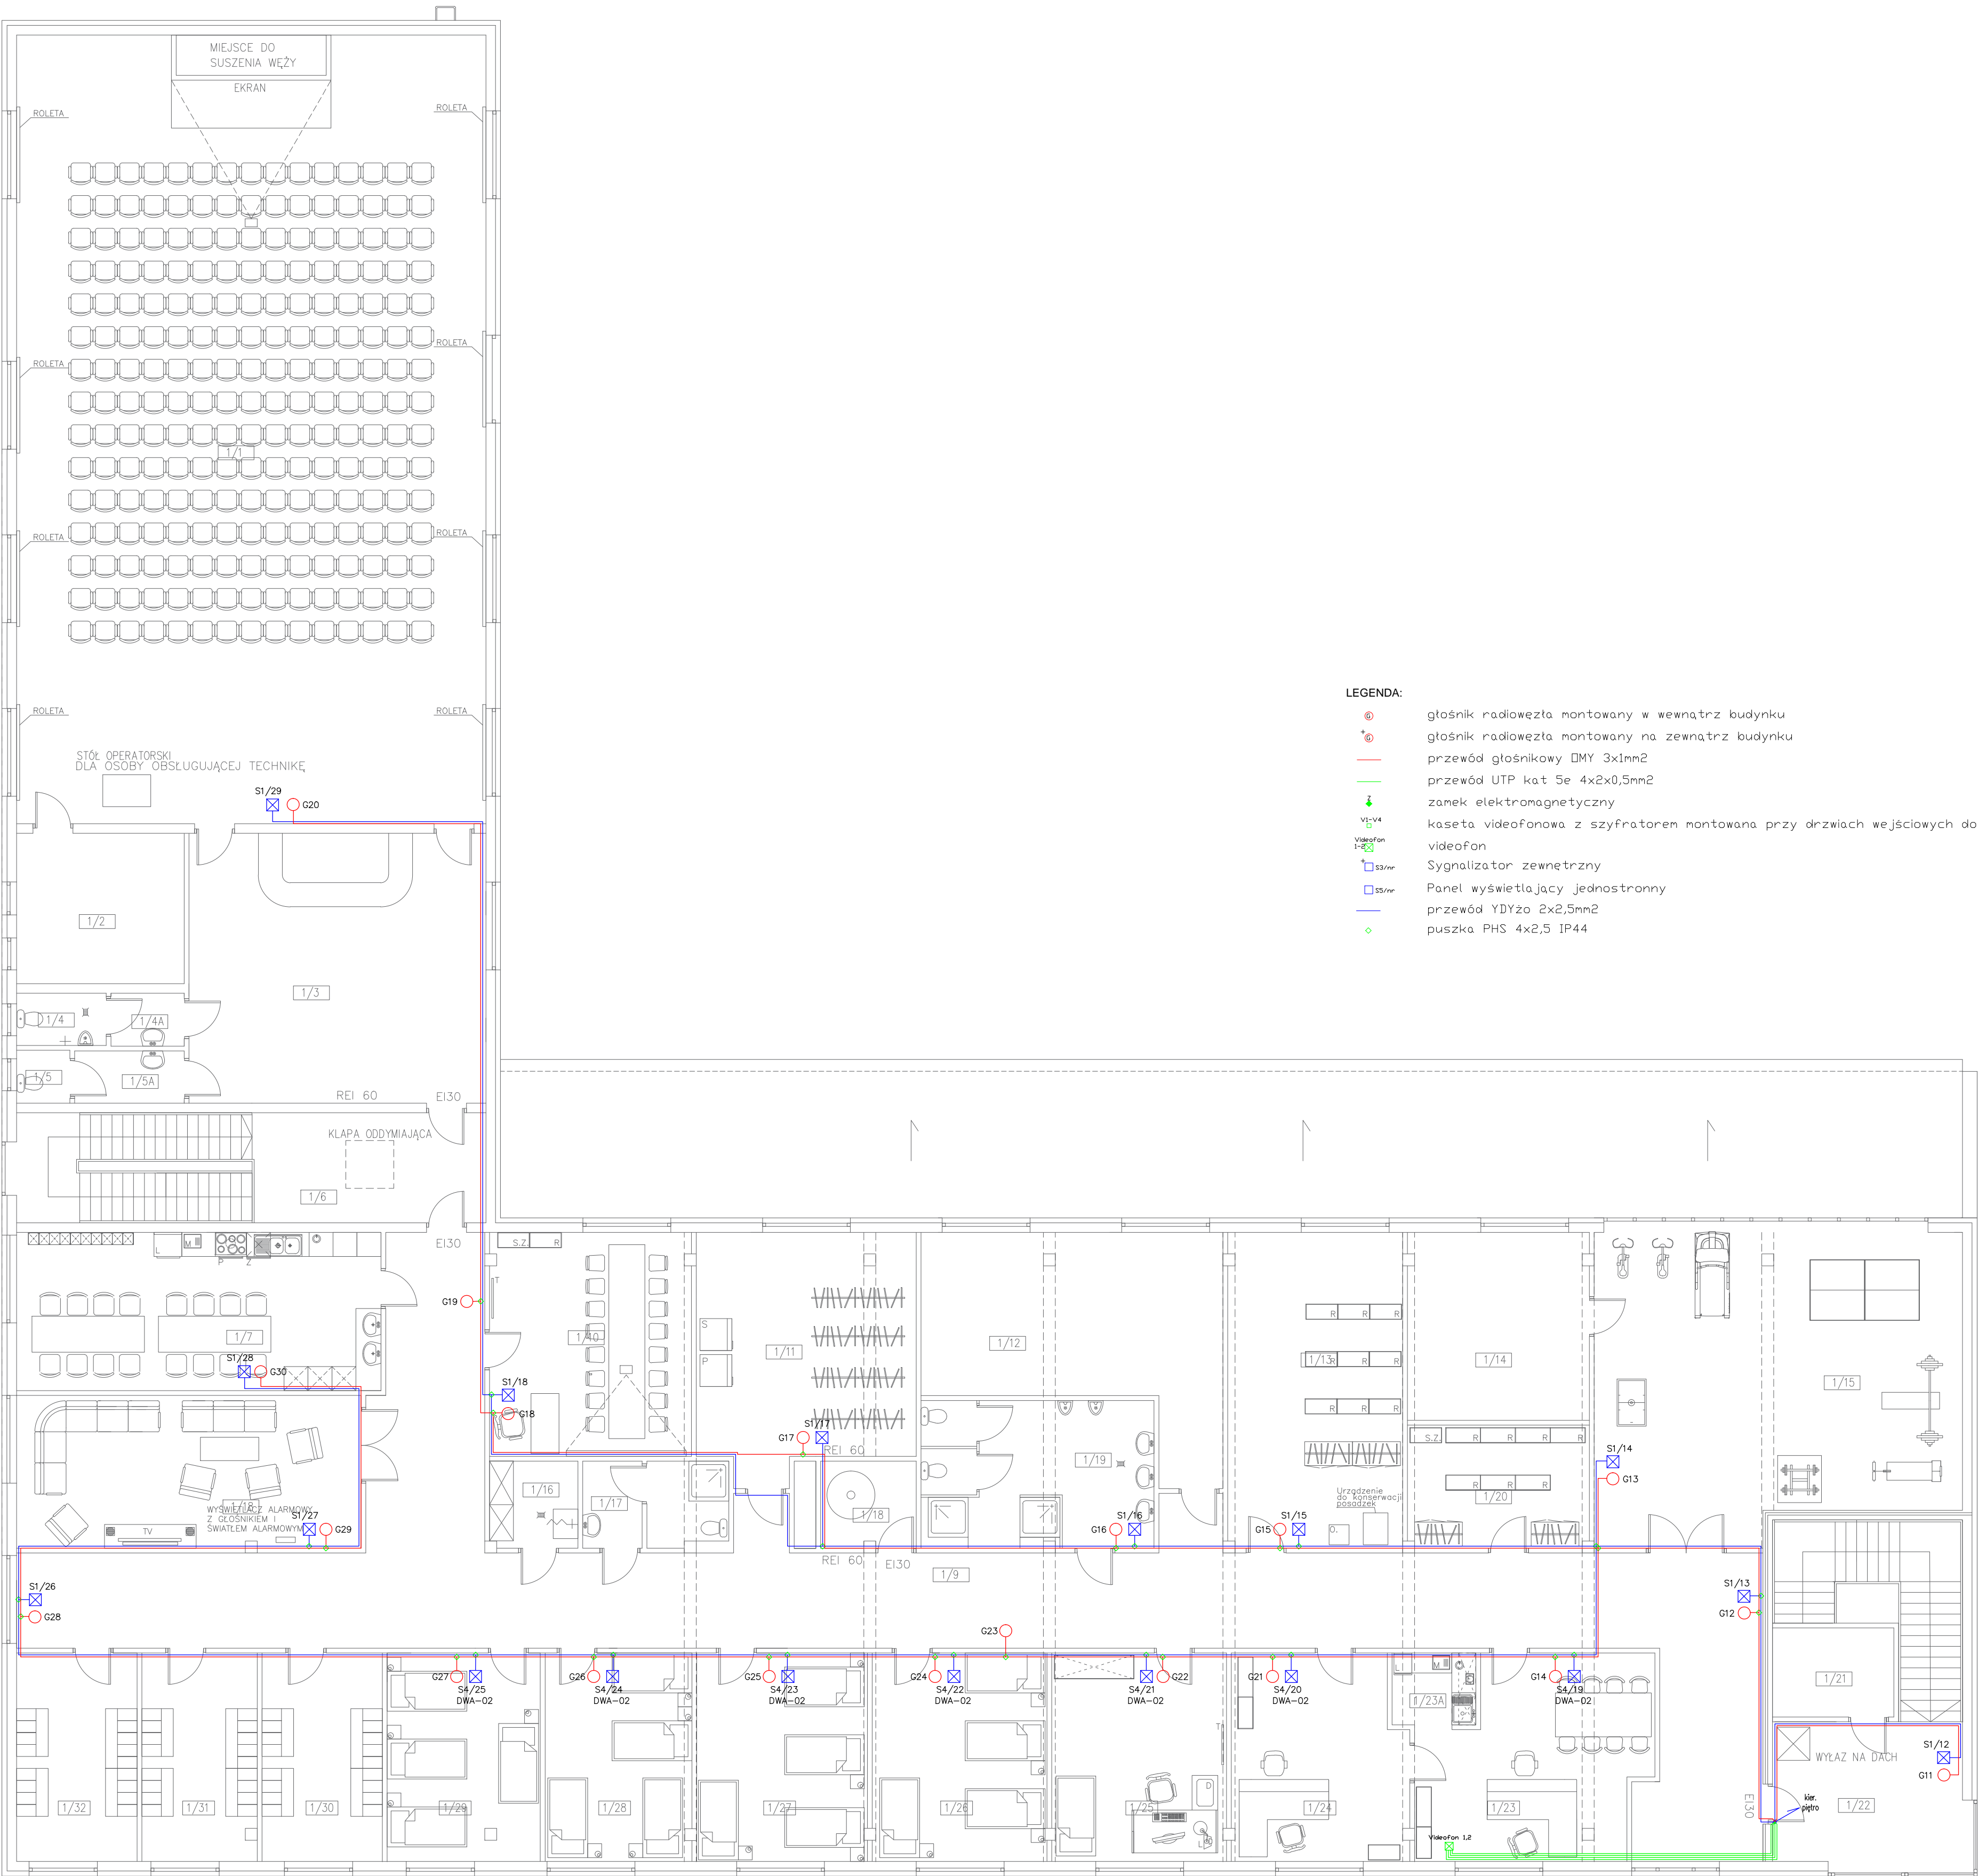 MIEJSCE DO
SUSZENIA WĘŻY
EKRAN
ROLETA
ROLETA
ROLETA
ROLETA
1/1
ROLETA
ROLETA
ROLETA
ROLETA
STÓŁ OPERATORSKI
DLA OSOBY OBSŁUGUJĄCEJ TECHNIKĘ
S1/29
G20
LEGENDA:
G głośnik radiowęzła montowany w wewnątrz budynku
+ G głośnik radiowęzła montowany na zewnątrz budynku
przewód głośnikowy □MY 3x1mm2
przewód UTP kat 5e 4x2x0,5mm2
Z zamek elektromagnetyczny
V1-V4 kaseta videofonowa z szyfratorem montowana przy drzwiach wejściowych do
Videofon
1-2 videofon
+ S3/nr Sygnalizator zewnętrzny
S5/nr Panel wyświetlający jednostronny
przewód YDYżo 2x2,5mm2
puszka PHS 4x2,5 IP44
1/2
1/3
1/4
1/4A
1/5
1/5A
REI 60
EI30
KLAPA ODDYMIAJĄCA
1/6
EI30
L
M
P
Z
S.Z.
R
T
G19
1/7
S1/28
G30
1/10
S1/18
G18
S
P
1/11
G17
S1/17
REI 60
1/12
R R R
1/13
R R R
R R R
1/14
1/15
S.Z.
R R R R
R R R
1/20
S1/14
G13
1/19
Urządzenie
do konserwacji
posadzek
O.
1/16
1/17
1/18
1/18
WYŚWIETLACZ ALARMOWY
Z GŁOŚNIKIEM I
ŚWIATŁEM ALARMOWYM
TV
S1/27
G29
G16
S1/16
G15
S1/15
REI 60
EI30
1/9
S1/26
G28
S1/13
G12
G23
G27
S4/25
DWA-02
G26
S4/24
DWA-02
G25
S4/23
DWA-02
G24
S4/22
DWA-02
S4/21
DWA-02
G22
G21
S4/20
DWA-02
L
M
G14
S4/19
DWA-02
1/23A
1/21
T
D
L
WYŁAZ NA DACH
S1/12
G11
kier.
piętro
EI30
1/32
1/31
1/30
1/29
1/28
1/27
1/26
1/25
1/24
1/23
1/22
Videofon 1,2